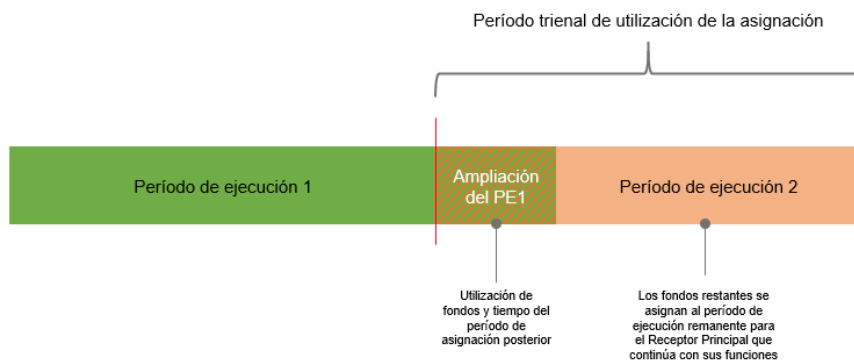 Período trienal de utilización de la asignación
Período de ejecución 1
Ampliación
del PE1
Período de ejecución 2
Utilización de
fondos y tiempo del
período de
asignación posterior
Los fondos restantes se
asignan al período de
ejecución remanente para
el Receptor Principal que
continúa con sus funciones